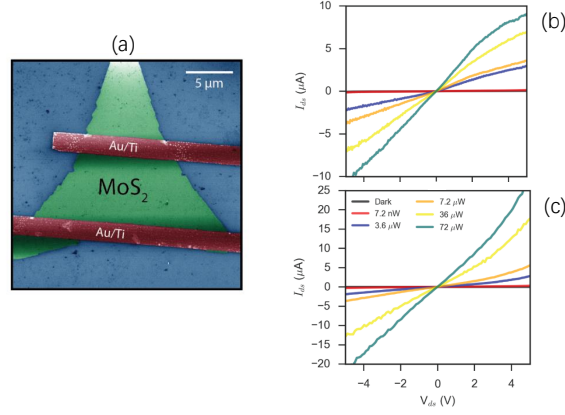 (a)
5 μm
Au/Ti
MoS2
Au/Ti
(b)
10
5
0
−5
−10
Ids (μA)
(c)
25
20
15
10
5
0
−5
−10
−15
−20
Ids (μA)
Dark
7.2 nW
3.6 μW
7.2 μW
36 μW
72 μW
−4 −2 0 2 4
Vds (V)